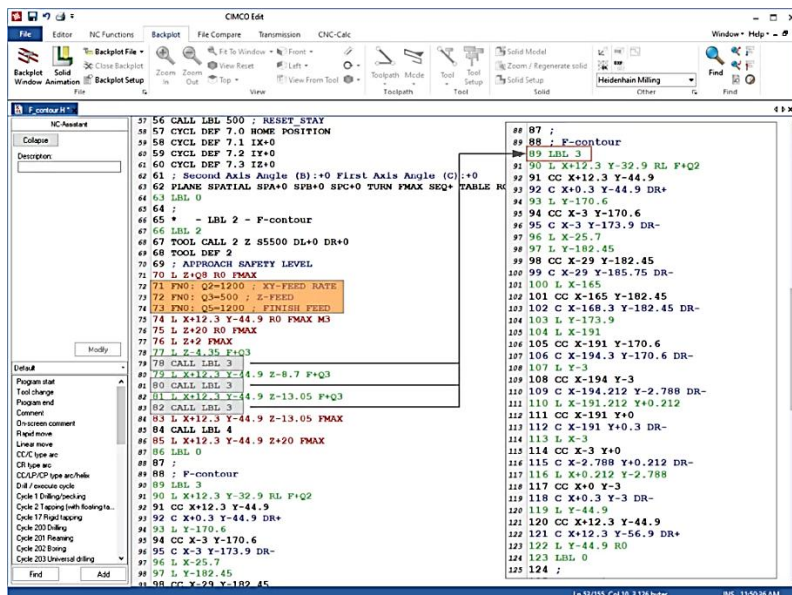 CIMCO Edit
File Editor NC Functions Backplot File Compare Transmission CNC-Calc Window Help
Backplot Window
Solid Animation
Backplot File
Close Backplot
Backplot Setup
File
Zoom In
Zoom Out
Fit To Window
View Reset
Top
Front
Left
View From Tool
View
Toolpath Mode
Toolpath
Tool
Tool Setup
Tool
Solid Model
Zoom / Regenerate solid
Solid Setup
Solid
Heidenhain Milling
Other
Find
Find
F_contour.H*
NC-Assistant
Collapse
Description:
Modify
Default
Program start
Tool change
Program end
Comment
On-screen comment
Rapid move
Linear move
CC/C type arc
CR type arc
CC/LP/CP type arc/helix
Drill / execute cycle
Cycle 1 Drilling/pecking
Cycle 2 Tapping (with floating ta...
Cycle 17 Rigid tapping
Cycle 200 Drilling
Cycle 201 Reaming
Cycle 202 Boring
Cycle 203 Universal drilling
Find Add
57 56 CALL LBL 500 ; RESET_STAY
58 57 CYCL DEF 7.0 HOME POSITION
59 58 CYCL DEF 7.1 IX+0
60 59 CYCL DEF 7.2 IY+0
61 60 CYCL DEF 7.3 IZ+0
62 61 ; Second Axis Angle (B):+0 First Axis Angle (C):+0
63 62 PLANE SPATIAL SPA+0 SPB+0 SPC+0 TURN FMAX SEQ+ TABLE RO
64 63 LBL 0
65 64 ;
66 65 * - LBL 2 - F-contour
67 66 LBL 2
68 67 TOOL CALL 2 Z S5500 DL+0 DR+0
69 68 TOOL DEF 2
70 69 ; APPROACH SAFETY LEVEL
71 70 L Z+Q8 R0 FMAX
72 71 FN0: Q2=1200 ; XY-FEED RATE
73 72 FN0: Q3=500 ; Z-FEED
74 73 FN0: Q5=1200 ; FINISH FEED
75 74 L X+12.3 Y-44.9 R0 FMAX M3
76 75 L Z+20 R0 FMAX
77 76 L Z+2 FMAX
78 77 L Z-4.35 F+Q3
79 78 CALL LBL 3
80 79 L X+12.3 Y-44.9 Z-8.7 F+Q3
81 80 CALL LBL 3
82 81 L X+12.3 Y-44.9 Z-13.05 F+Q3
83 82 CALL LBL 3
84 83 L X+12.3 Y-44.9 Z-13.05 FMAX
85 84 CALL LBL 4
86 85 L X+12.3 Y-44.9 Z+20 FMAX
87 86 LBL 0
88 87 ;
89 88 ; F-contour
90 89 LBL 3
91 90 L X+12.3 Y-32.9 RL F+Q2
92 91 CC X+12.3 Y-44.9
93 92 C X+0.3 Y-44.9 DR+
94 93 L Y-170.6
95 94 CC X-3 Y-170.6
96 95 C X-3 Y-173.9 DR-
97 96 L X-25.7
98 97 L Y-182.45
99 98 CC X-29 Y-182.45
88 87 ;
89 88 ; F-contour
90 89 LBL 3
91 90 L X+12.3 Y-32.9 RL F+Q2
92 91 CC X+12.3 Y-44.9
93 92 C X+0.3 Y-44.9 DR+
94 93 L Y-170.6
95 94 CC X-3 Y-170.6
96 95 C X-3 Y-173.9 DR-
97 96 L X-25.7
98 97 L Y-182.45
99 98 CC X-29 Y-182.45
100 99 C X-29 Y-185.75 DR-
101 100 L X-165
102 101 CC X-165 Y-182.45
103 102 C X-168.3 Y-182.45 DR-
104 103 L Y-173.9
105 104 L X-191
106 105 CC X-191 Y-170.6
107 106 C X-194.3 Y-170.6 DR-
108 107 L Y-3
109 108 CC X-194 Y-3
110 109 C X-194.212 Y-2.788 DR-
111 110 L X-191.212 Y+0.212
112 111 CC X-191 Y+0
113 112 C X-191 Y+0.3 DR-
114 113 L X-3
115 114 CC X-3 Y+0
116 115 C X-2.788 Y+0.212 DR-
117 116 L X+0.212 Y-2.788
118 117 CC X+0 Y-3
119 118 C X+0.3 Y-3 DR-
120 119 L Y-44.9
121 120 CC X+12.3 Y-44.9
122 121 C X+12.3 Y-56.9 DR+
123 122 L Y-44.9 R0
124 123 LBL 0
125 124 ;